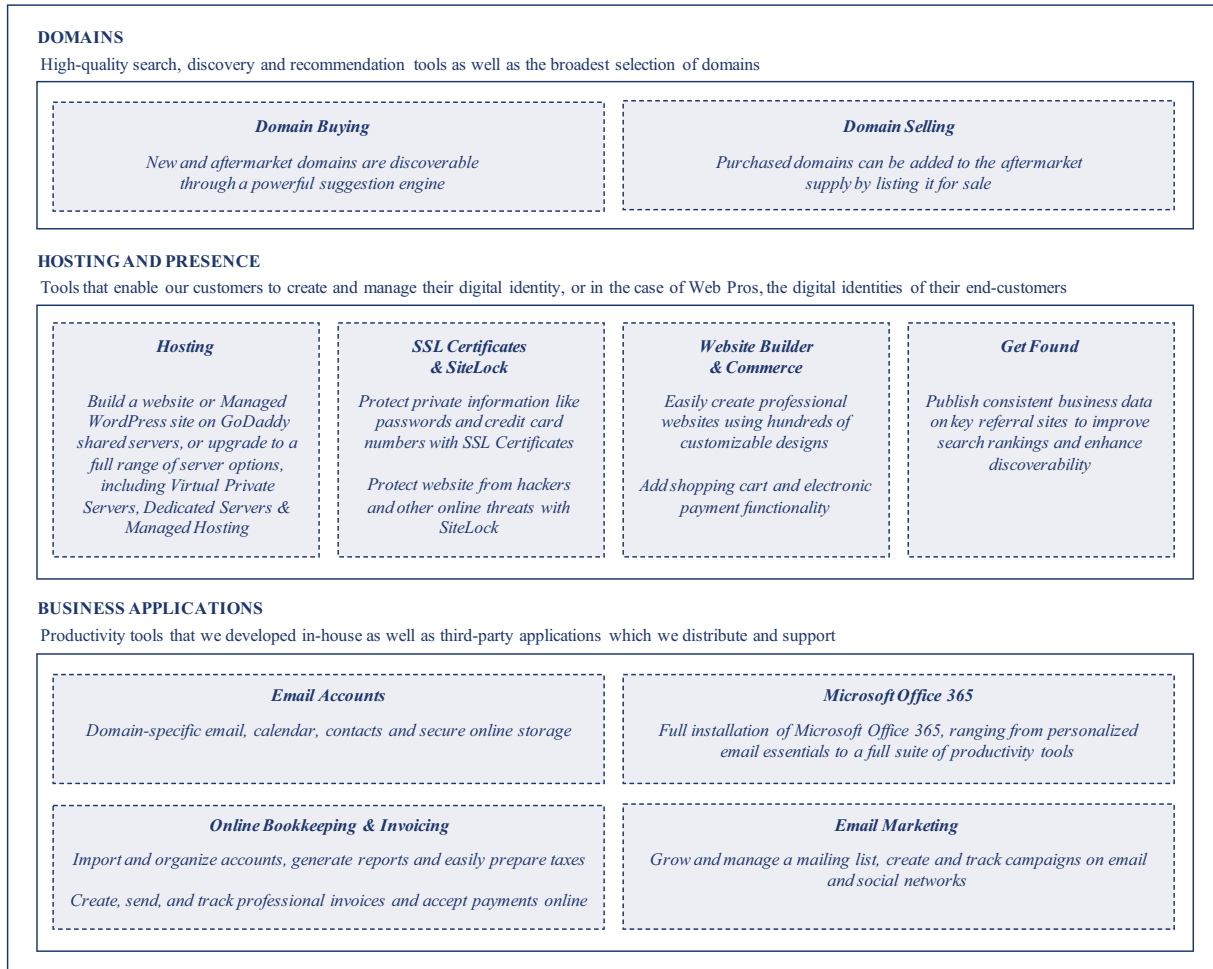 DOMAINS
High-quality search, discovery and recommendation tools as well as the broadest selection of domains
Domain Buying
New and aftermarket domains are discoverable
through a powerful suggestion engine
Domain Selling
Purchased domains can be added to the aftermarket
supply by listing it for sale
HOSTING AND PRESENCE
Tools that enable our customers to create and manage their digital identity, or in the case of Web Pros, the digital identities of their end-customers
Hosting
Build a website or Managed
WordPress site on GoDaddy
shared servers, or upgrade to a
full range of server options,
including Virtual Private
Servers, Dedicated Servers &
Managed Hosting
SSL Certificates
& SiteLock
Protect private information like
passwords and credit card
numbers with SSL Certificates
Protect website from hackers
and other online threats with
SiteLock
Website Builder
& Commerce
Easily create professional
websites using hundreds of
customizable designs
Add shopping cart and electronic
payment functionality
Get Found
Publish consistent business data
on key referral sites to improve
search rankings and enhance
discoverability
BUSINESS APPLICATIONS
Productivity tools that we developed in-house as well as third-party applications which we distribute and support
Email Accounts
Domain-specific email, calendar, contacts and secure online storage
Microsoft Office 365
Full installation of Microsoft Office 365, ranging from personalized
email essentials to a full suite of productivity tools
Online Bookkeeping & Invoicing
Import and organize accounts, generate reports and easily prepare taxes
Create, send, and track professional invoices and accept payments online
Email Marketing
Grow and manage a mailing list, create and track campaigns on email
and social networks